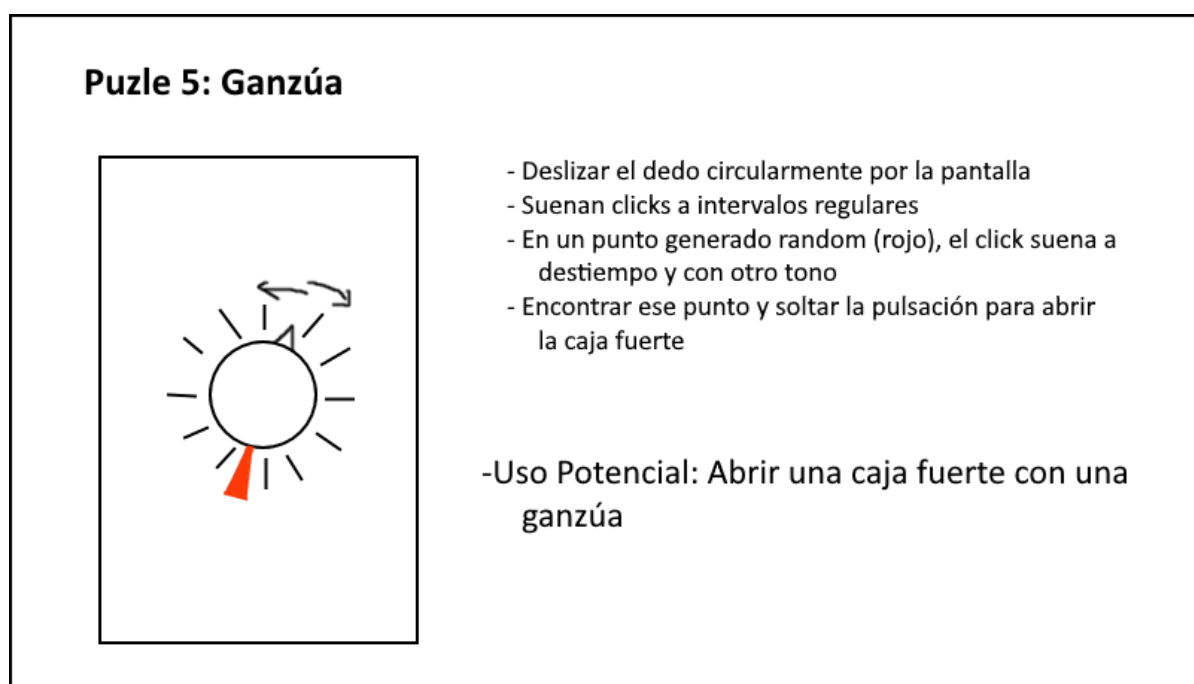 Puzle 5: Ganzúa
- Deslizar el dedo circularmente por la pantalla
- Suenan clicks a intervalos regulares
- En un punto generado random (rojo), el click suena a
destiempo y con otro tono
- Encontrar ese punto y soltar la pulsación para abrir
la caja fuerte
-Uso Potencial: Abrir una caja fuerte con una
ganzúa